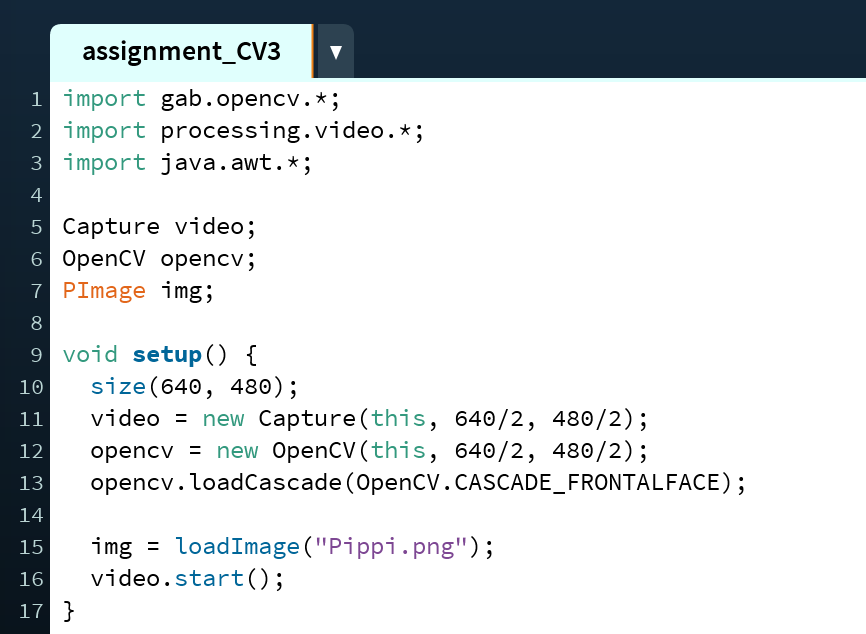 assignment_CV3 ▼
1 import gab.opencv.*;
2 import processing.video.*;
3 import java.awt.*;
4
5 Capture video;
6 OpenCV opencv;
7 PImage img;
8
9 void setup() {
10   size(640, 480);
11   video = new Capture(this, 640/2, 480/2);
12   opencv = new OpenCV(this, 640/2, 480/2);
13   opencv.loadCascade(OpenCV.CASCADE_FRONTALFACE);
14
15   img = loadImage("Pippi.png");
16   video.start();
17 }